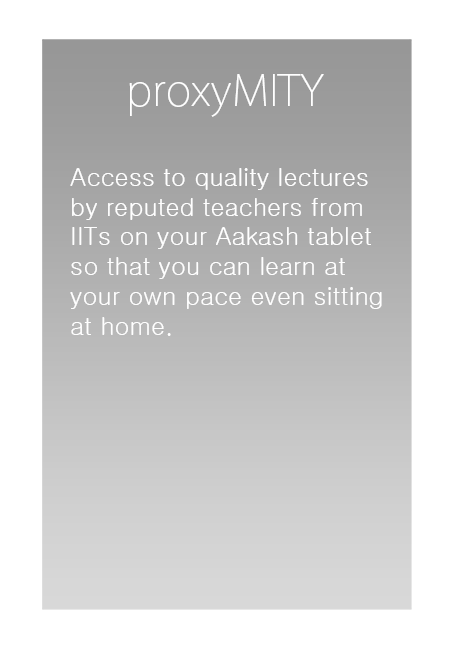 proxyMITY
Access to quality lectures
by reputed teachers from
IITs on your Aakash tablet
so that you can learn at
your own pace even sitting
at home.